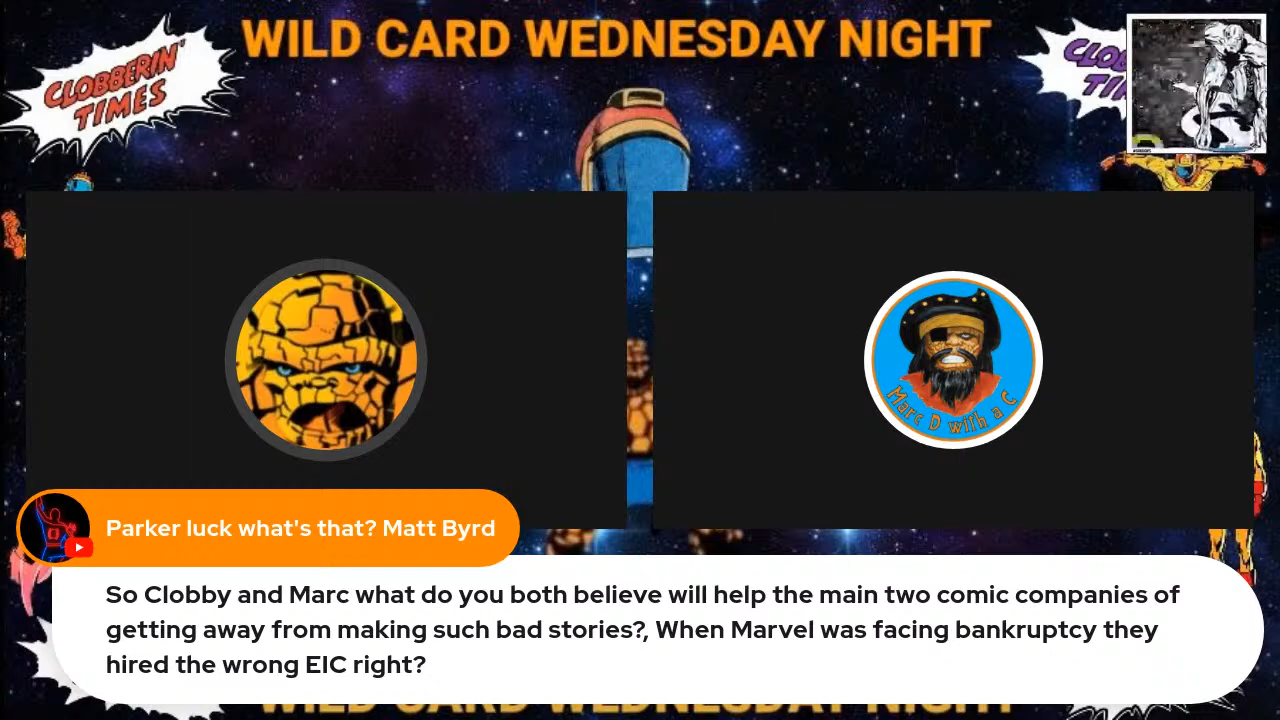 WILD CARD WEDNESDAY NIGHT
CLOBBERIN'
TIMES
Marc D with a C
Parker luck what's that? Matt Byrd
So Clobby and Marc what do you both believe will help the main two comic companies of
getting away from making such bad stories?, When Marvel was facing bankruptcy they
hired the wrong EIC right?